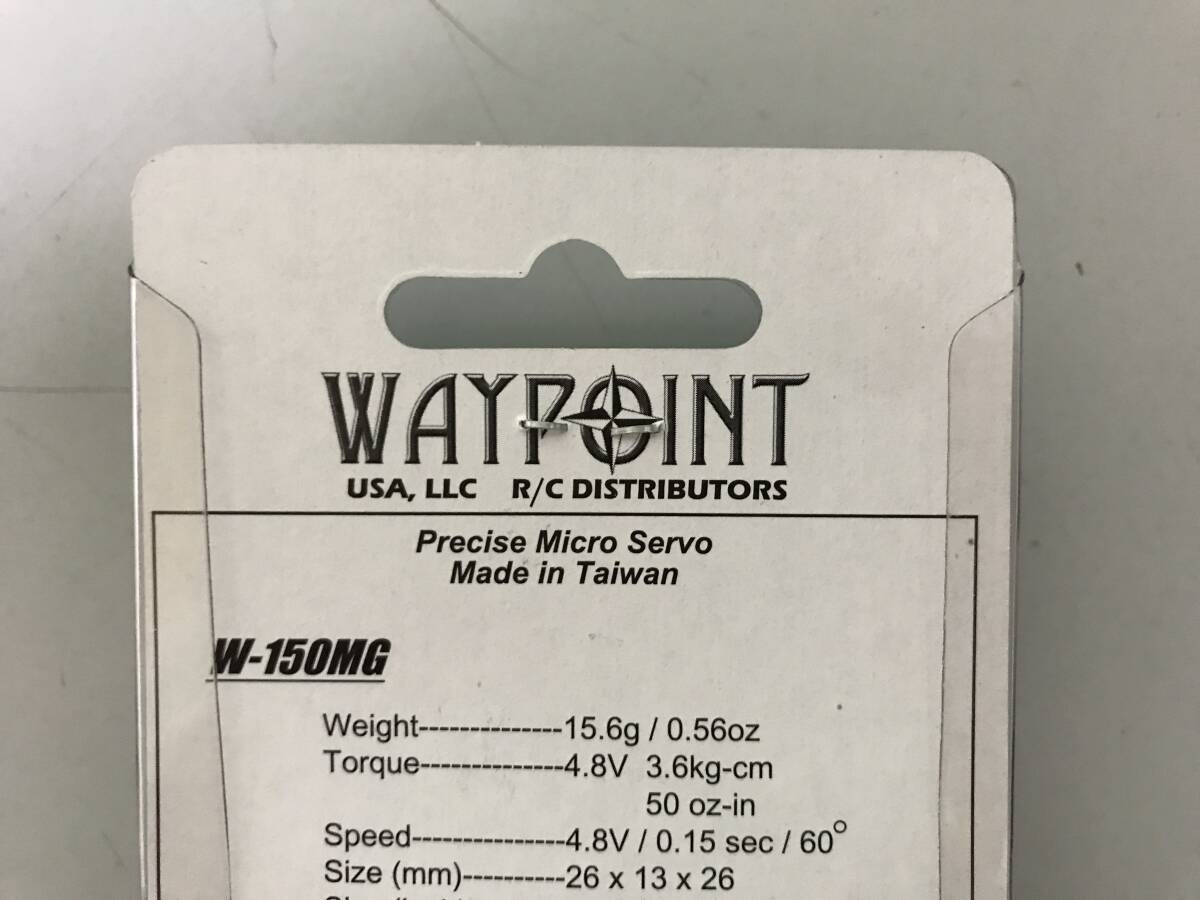 WAYPOINT
USA, LLC R/C DISTRIBUTORS
Precise Micro Servo
Made in Taiwan
W-150MG
Weight--------------15.6g / 0.56oz
Torque--------------4.8V 3.6kg-cm
50 oz-in
Speed---------------4.8V / 0.15 sec / 60°
Size (mm)----------26 x 13 x 26